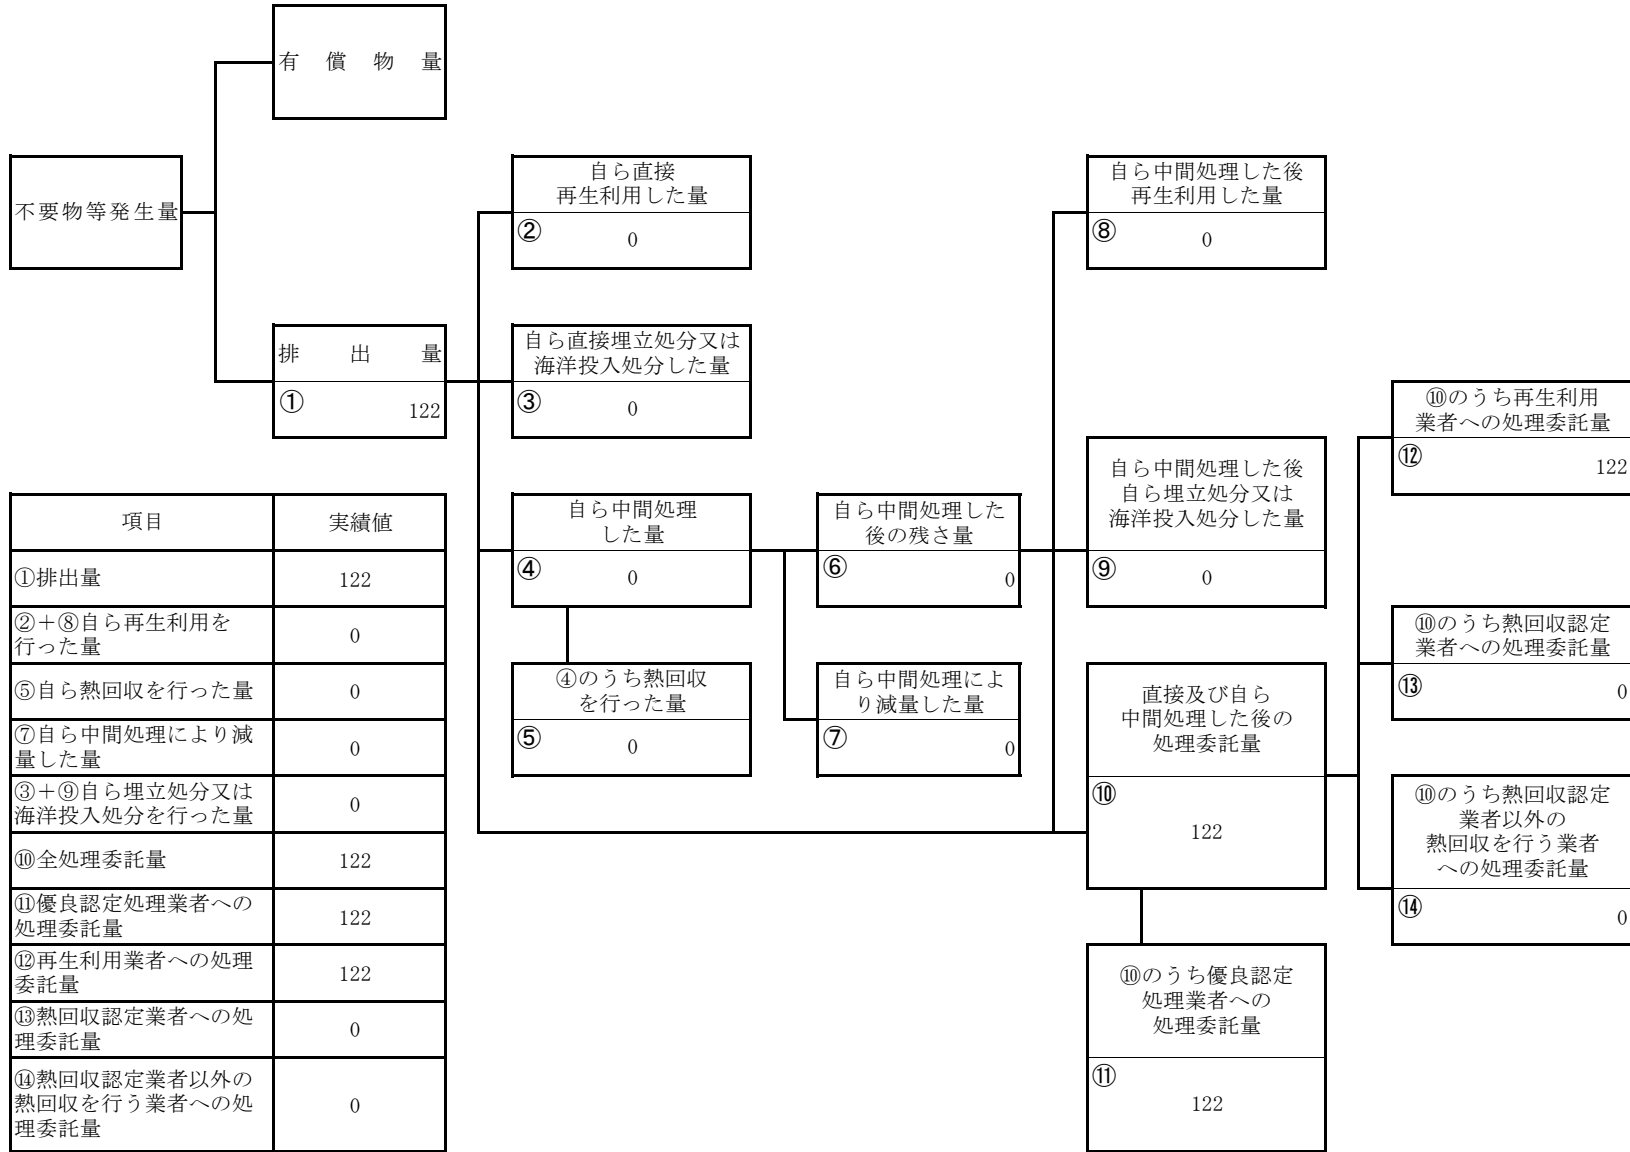 有償物量
不要物等発生量
自ら直接
再生利用した量
②
0
自ら中間処理した後
再生利用した量
⑧
0
排出量
①
122
自ら直接埋立処分又は
海洋投入処分した量
③
0
⑩のうち再生利用
業者への処理委託量
⑫
122
自ら中間処理
した量
④
0
自ら中間処理した
後の残さ量
⑥
0
自ら中間処理した後
自ら埋立処分又は
海洋投入処分した量
⑨
0
⑩のうち熱回収認定
業者への処理委託量
⑬
0
④のうち熱回収
を行った量
⑤
0
自ら中間処理によ
り減量した量
⑦
0
直接及び自ら
中間処理した後の
処理委託量
⑩
122
⑩のうち熱回収認定
業者以外の
熱回収を行う業者
への処理委託量
⑭
0
⑩のうち優良認定
処理業者への
処理委託量
⑪
122
項目
実績値
①排出量
122
②+⑧自ら再生利用を
行った量
0
⑤自ら熱回収を行った量
0
⑦自ら中間処理により減
量した量
0
③+⑨自ら埋立処分又は
海洋投入処分を行った量
0
⑩全処理委託量
122
⑪優良認定処理業者への
処理委託量
122
⑫再生利用業者への処理
委託量
122
⑬熱回収認定業者への処
理委託量
0
⑭熱回収認定業者以外の
熱回収を行う業者への処
理委託量
0